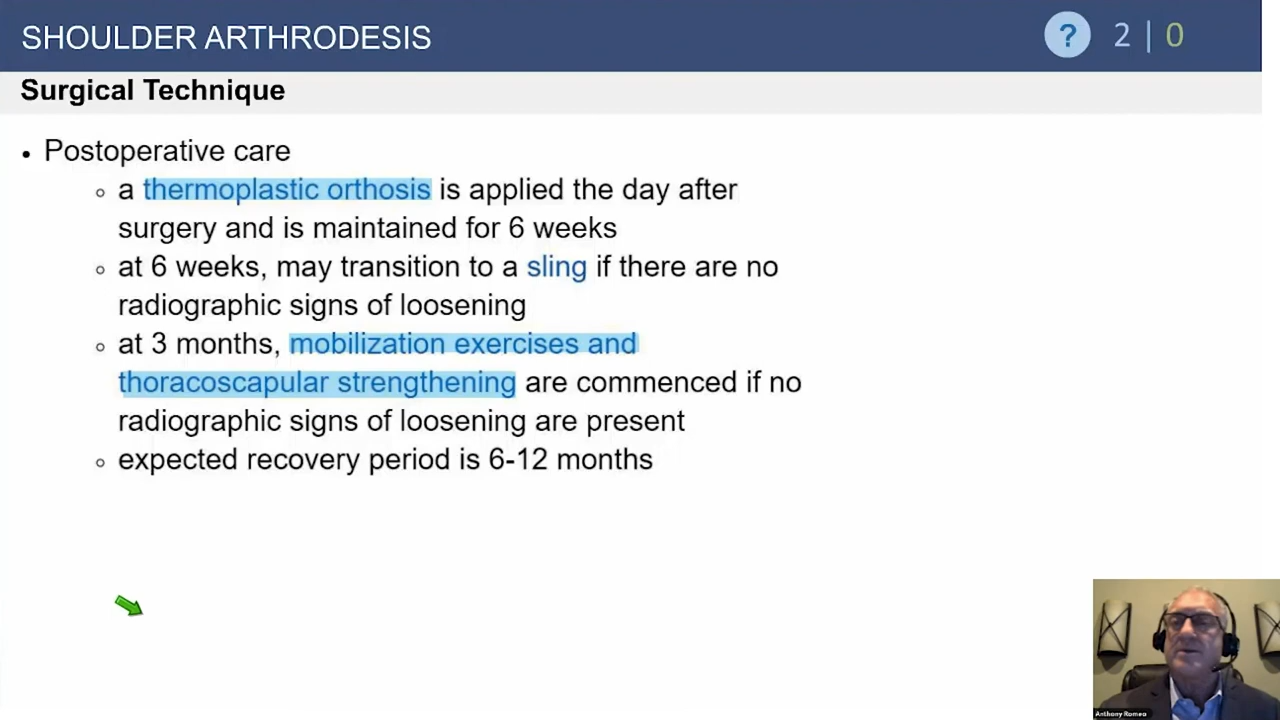 SHOULDER ARTHRODESIS
? 2 | 0
Surgical Technique
• Postoperative care
○ a thermoplastic orthosis is applied the day after
surgery and is maintained for 6 weeks
○ at 6 weeks, may transition to a sling if there are no
radiographic signs of loosening
○ at 3 months, mobilization exercises and
thoracoscapular strengthening are commenced if no
radiographic signs of loosening are present
○ expected recovery period is 6-12 months
Anthony Romeo